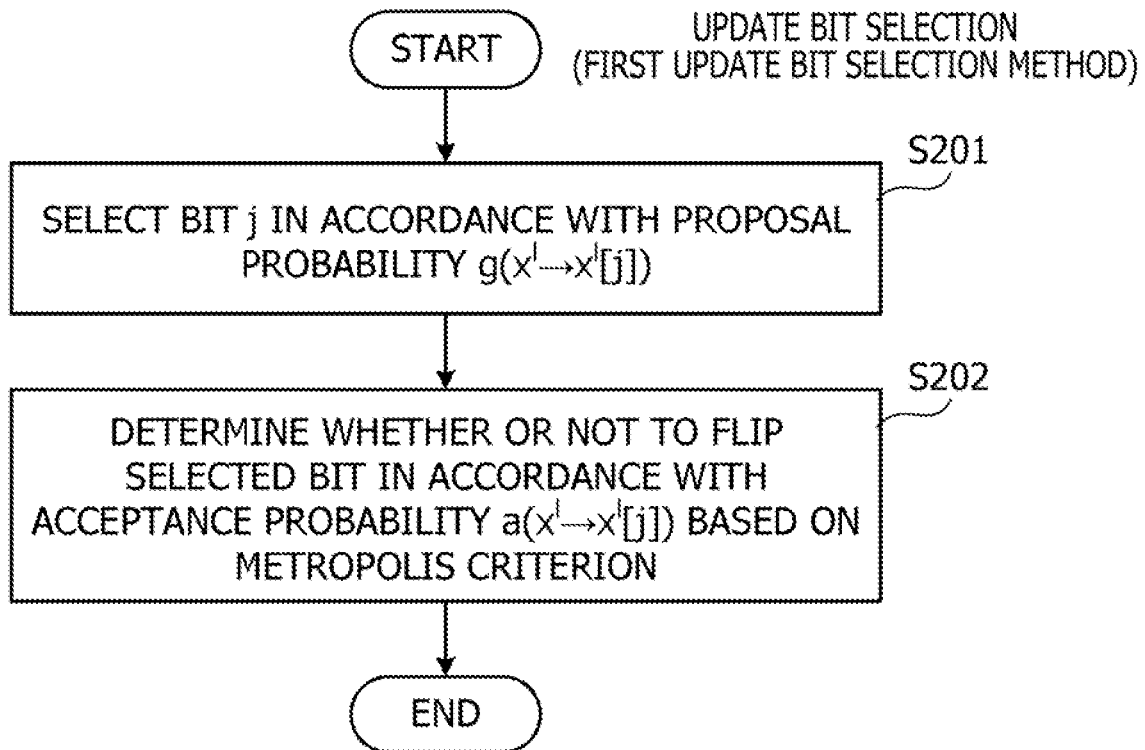 START
UPDATE BIT SELECTION
(FIRST UPDATE BIT SELECTION METHOD)
S201
SELECT BIT j IN ACCORDANCE WITH PROPOSAL
PROBABILITY g(xˡ→xˡ[j])
S202
DETERMINE WHETHER OR NOT TO FLIP
SELECTED BIT IN ACCORDANCE WITH
ACCEPTANCE PROBABILITY a(xˡ→xˡ[j]) BASED ON
METROPOLIS CRITERION
END